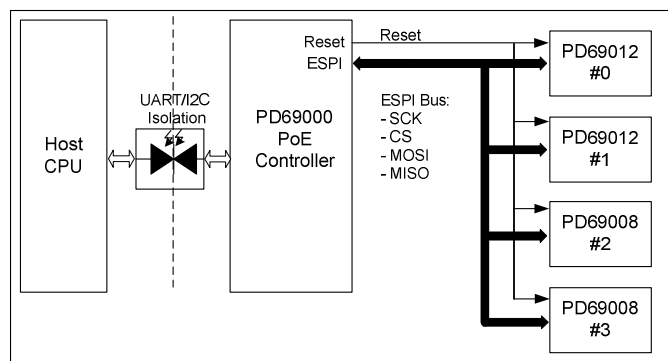 Host
CPU
UART/I2C
Isolation
Reset
ESPI
PD69000
PoE
Controller
Reset
ESPI Bus:
- SCK
- CS
- MOSI
- MISO
PD69012
#0
PD69012
#1
PD69008
#2
PD69008
#3